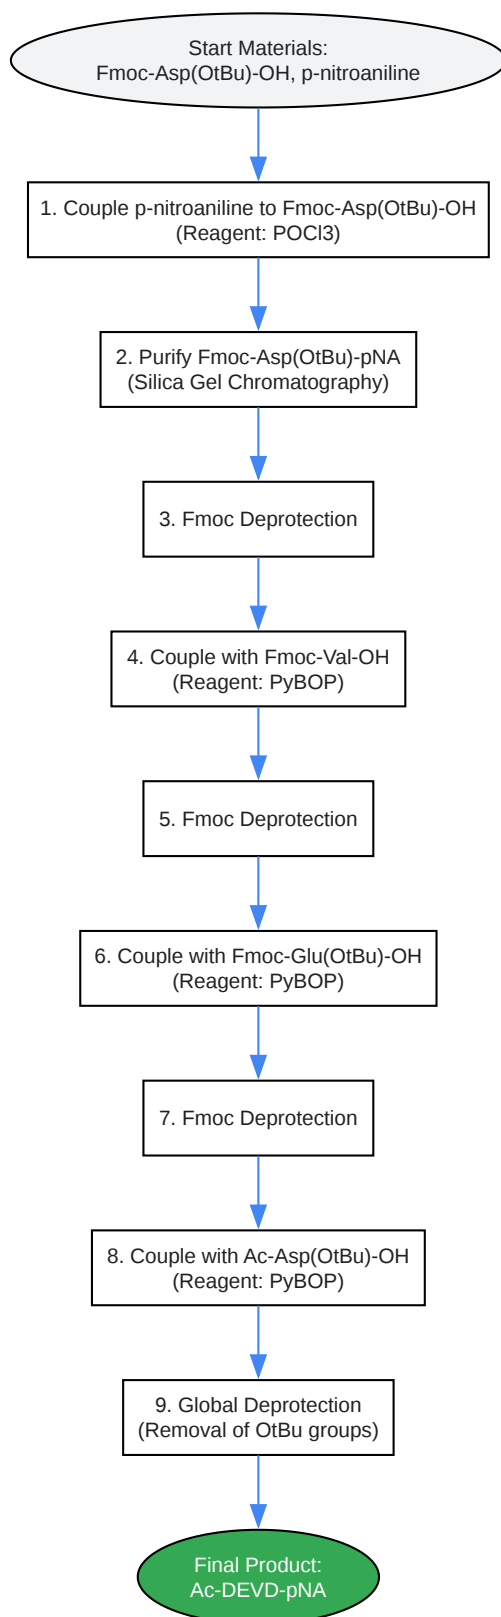 Start Materials:
Fmoc-Asp(OtBu)-OH, p-nitroaniline
1. Couple p-nitroaniline to Fmoc-Asp(OtBu)-OH
(Reagent: POCl3)
2. Purify Fmoc-Asp(OtBu)-pNA
(Silica Gel Chromatography)
3. Fmoc Deprotection
4. Couple with Fmoc-Val-OH
(Reagent: PyBOP)
5. Fmoc Deprotection
6. Couple with Fmoc-Glu(OtBu)-OH
(Reagent: PyBOP)
7. Fmoc Deprotection
8. Couple with Ac-Asp(OtBu)-OH
(Reagent: PyBOP)
9. Global Deprotection
(Removal of OtBu groups)
Final Product:
Ac-DEVD-pNA